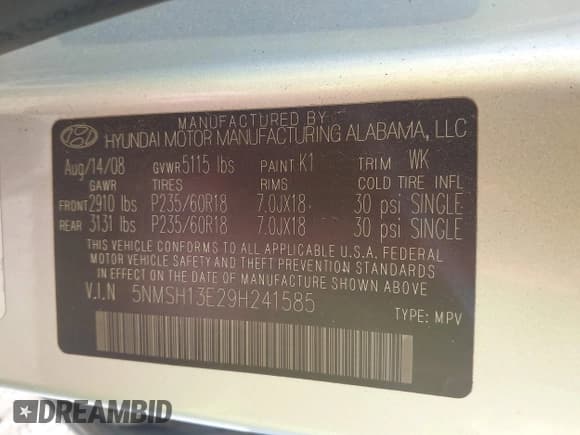 MANUFACTURED BY
HYUNDAI MOTOR MANUFACTURING ALABAMA, LLC
Aug/14/08 GVWR 5115 lbs PAINT K1 TRIM WK
GAWR TIRES RIMS COLD TIRE INFL
FRONT 2910 lbs P235/60R18 7.0JX18 30 psi SINGLE
REAR 3131 lbs P235/60R18 7.0JX18 30 psi SINGLE
THIS VEHICLE CONFORMS TO ALL APPLICABLE U.S.A. FEDERAL
MOTOR VEHICLE SAFETY AND THEFT PREVENTION STANDARDS
IN EFFECT ON THE DATE OF MANUFACTURE SHOWN ABOVE.
V.I.N 5NMSH13E29H241585
TYPE: MPV
DREAMBID